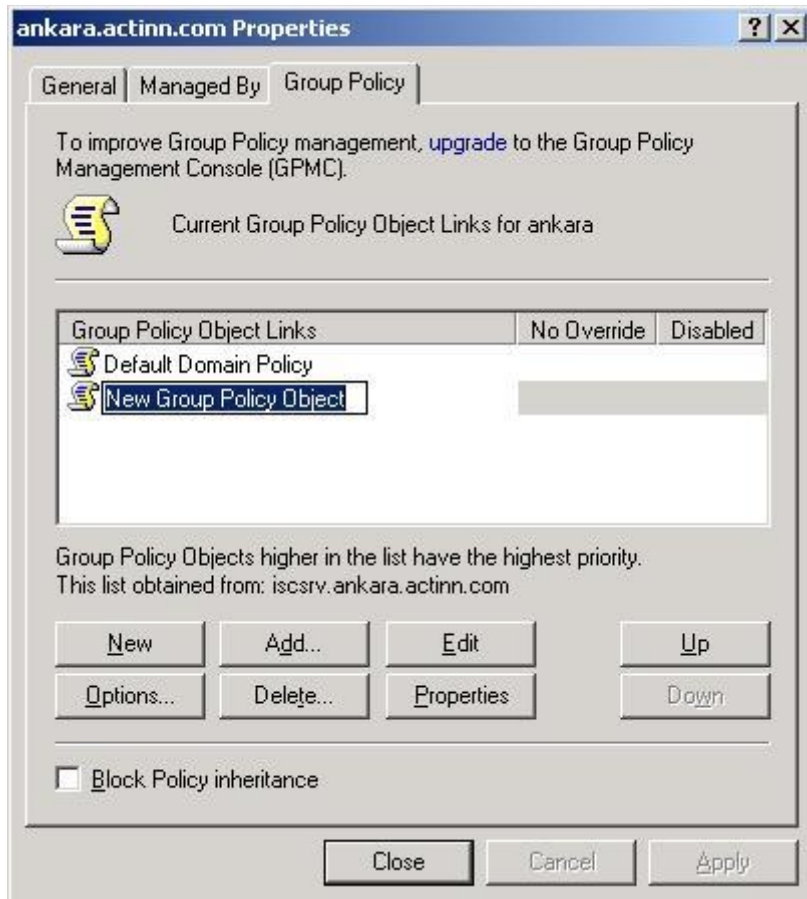 ankara.actinn.com Properties
General Managed By Group Policy
To improve Group Policy management, upgrade to the Group Policy
Management Console (GPMC).
Current Group Policy Object Links for ankara
Group Policy Object Links No Override Disabled
Default Domain Policy
New Group Policy Object
Group Policy Objects higher in the list have the highest priority.
This list obtained from: iscsrv.ankara.actinn.com
New Add... Edit Up
Options... Delete... Properties Down
Block Policy inheritance
Close Cancel Apply